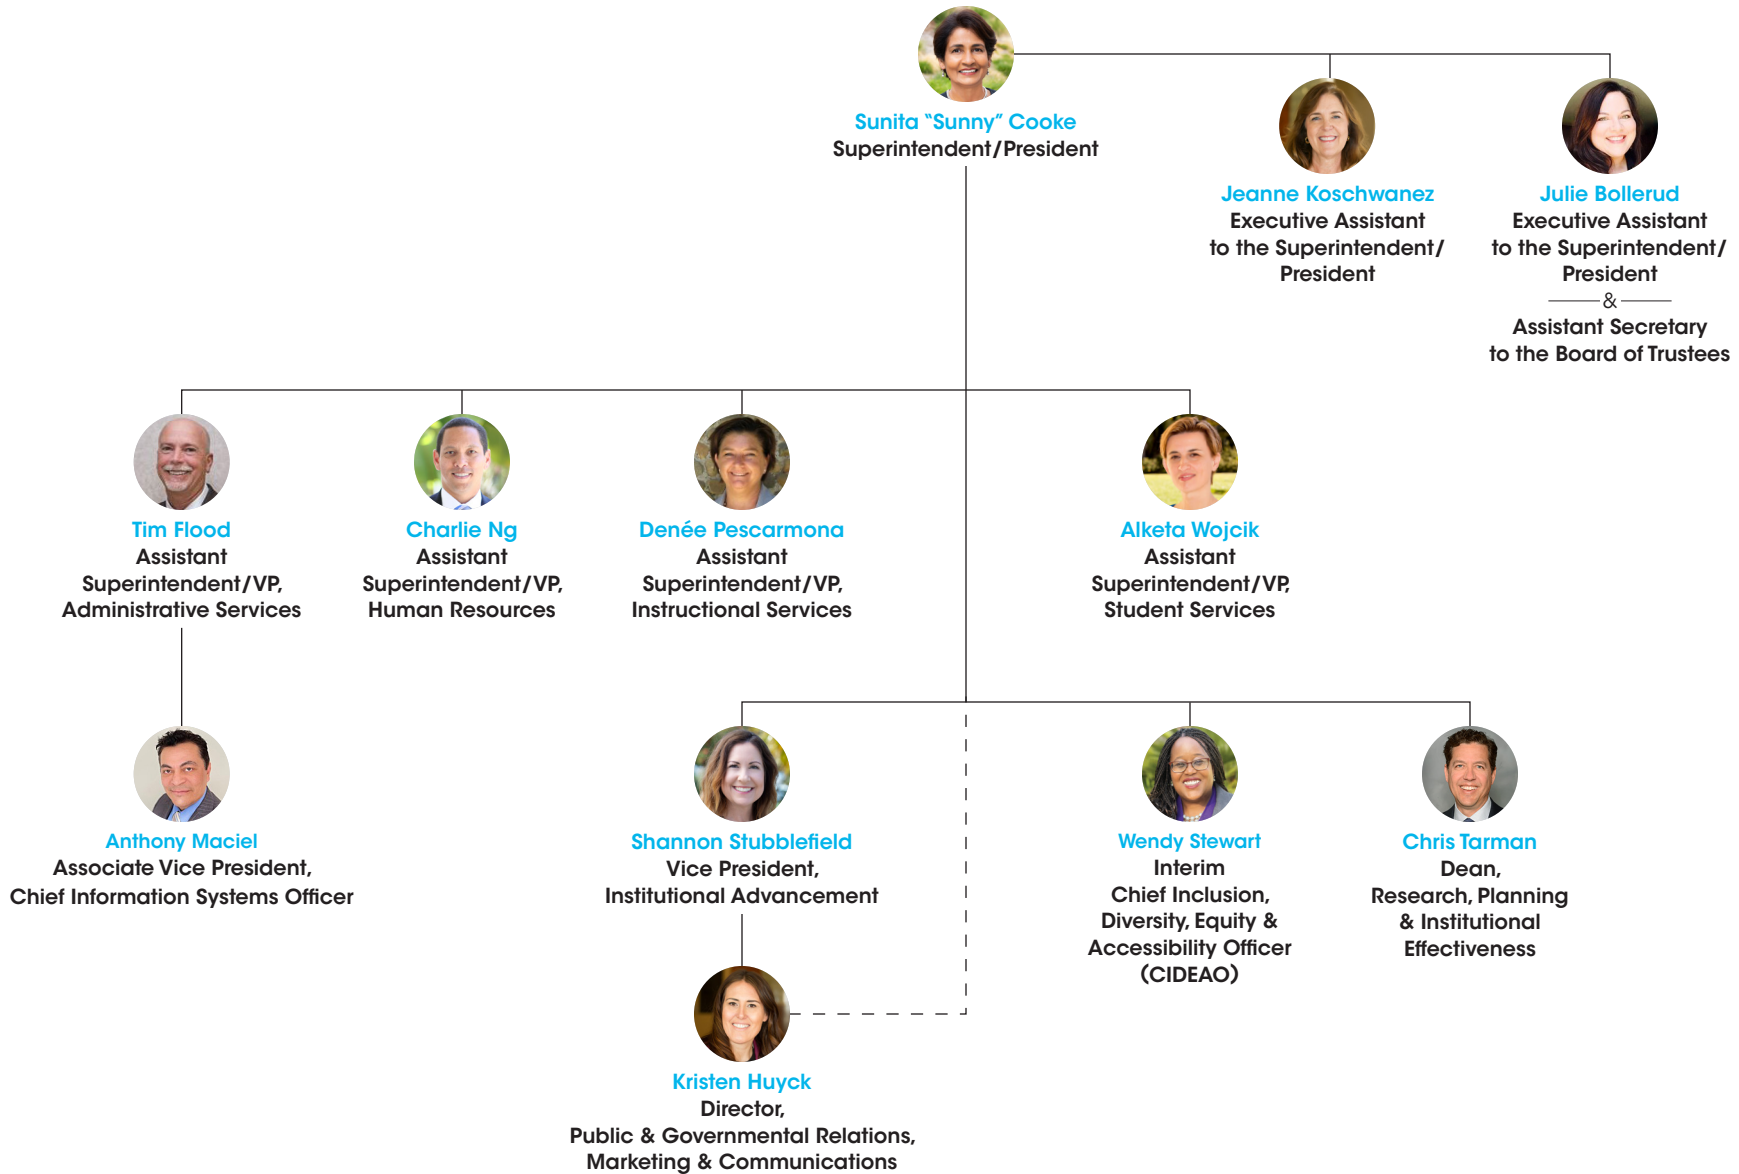 Sunita “Sunny” Cooke
Superintendent/President
Jeanne Koschwanez
Executive Assistant
to the Superintendent/
President
Julie Bollerud
Executive Assistant
to the Superintendent/
President
&
Assistant Secretary
to the Board of Trustees
Tim Flood
Assistant
Superintendent/VP,
Administrative Services
Charlie Ng
Assistant
Superintendent/VP,
Human Resources
Denée Pescarmona
Assistant
Superintendent/VP,
Instructional Services
Alketa Wojcik
Assistant
Superintendent/VP,
Student Services
Anthony Maciel
Associate Vice President,
Chief Information Systems Officer
Shannon Stubblefield
Vice President,
Institutional Advancement
Wendy Stewart
Interim
Chief Inclusion,
Diversity, Equity &
Accessibility Officer
(CIDEAO)
Chris Tarman
Dean,
Research, Planning
& Institutional
Effectiveness
Kristen Huyck
Director,
Public & Governmental Relations,
Marketing & Communications